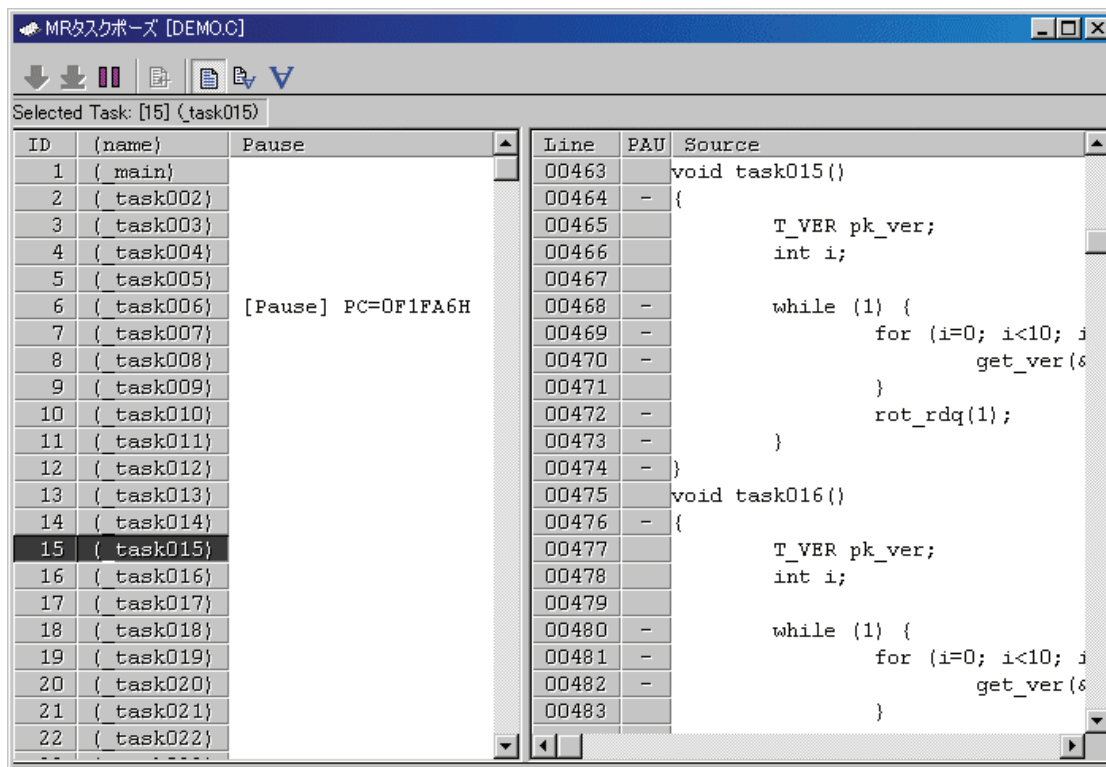 MRタスクポーズ [DEMO.C]
Selected Task: [15] (_task015)
ID (name) Pause
1 (_main)
2 (_task002)
3 (_task003)
4 (_task004)
5 (_task005)
6 (_task006) [Pause] PC=0F1FA6H
7 (_task007)
8 (_task008)
9 (_task009)
10 (_task010)
11 (_task011)
12 (_task012)
13 (_task013)
14 (_task014)
15 (_task015)
16 (_task016)
17 (_task017)
18 (_task018)
19 (_task019)
20 (_task020)
21 (_task021)
22 (_task022)
Line PAU Source
00463 void task015()
00464 - {
00465 T_VER pk_ver;
00466 int i;
00467
00468 - while (1) {
00469 - for (i=0; i<10; i
00470 - get_ver(&
00471 }
00472 - rot_rdq(1);
00473 - }
00474 - }
00475 void task016()
00476 - {
00477 T_VER pk_ver;
00478 int i;
00479
00480 - while (1) {
00481 - for (i=0; i<10; i
00482 - get_ver(&
00483 }